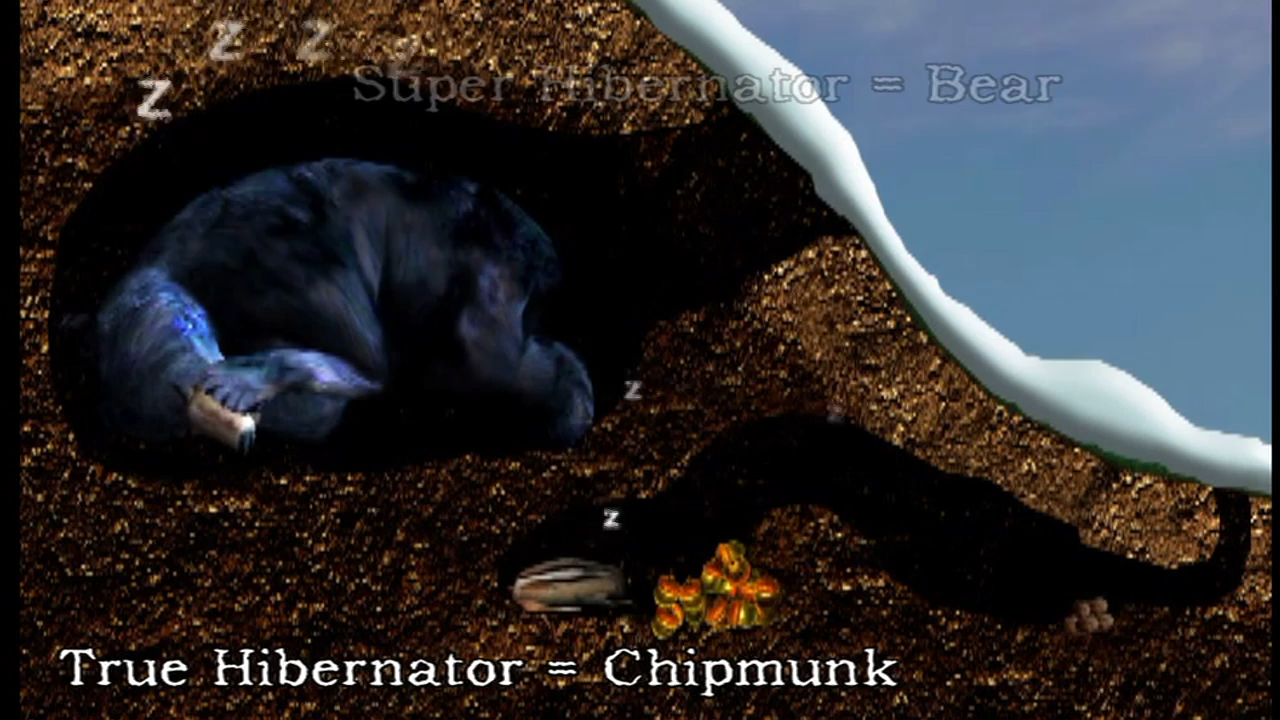 z z z
z
Super Hibernator = Bear
z
z
z
True Hibernator = Chipmunk